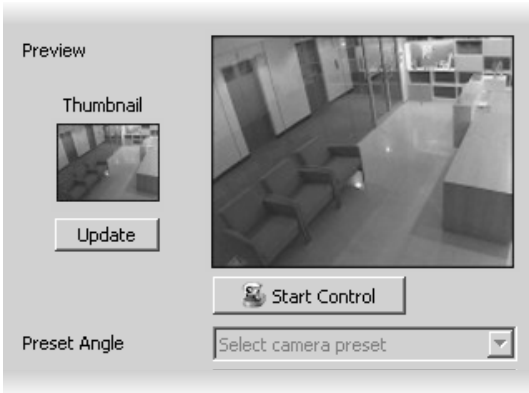 Preview
Thumbnail
Update
Start Control
Preset Angle
Select camera preset